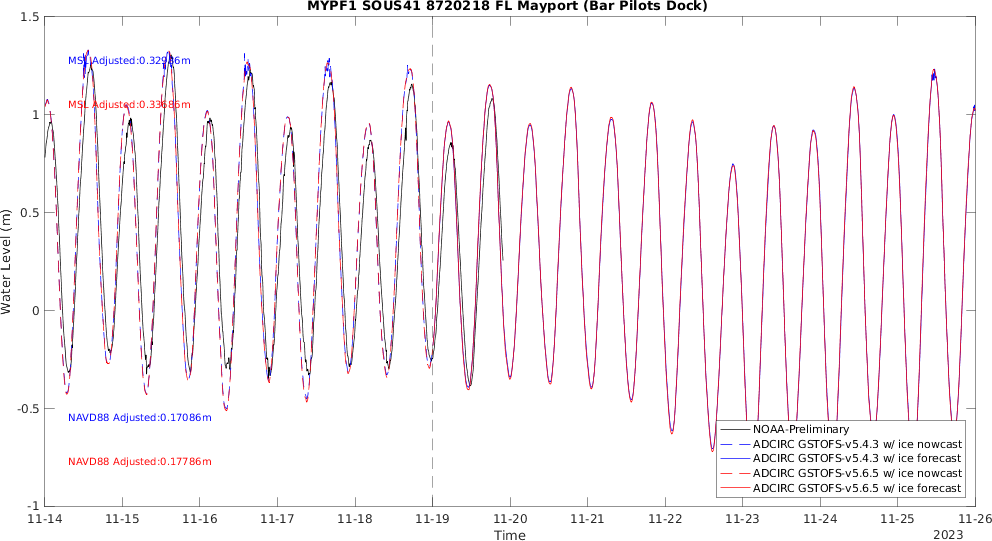 MYPF1 SOUS41 8720218 FL Mayport (Bar Pilots Dock)
1.5
1
0.5
0
-0.5
-1
Water Level (m)
MSL Adjusted:0.32986m
MSL Adjusted:0.33686m
NAVD88 Adjusted:0.17086m
NAVD88 Adjusted:0.17786m
NOAA-Preliminary
ADCIRC GSTOFS-v5.4.3 w/ ice nowcast
ADCIRC GSTOFS-v5.4.3 w/ ice forecast
ADCIRC GSTOFS-v5.6.5 w/ ice nowcast
ADCIRC GSTOFS-v5.6.5 w/ ice forecast
11-14 11-15 11-16 11-17 11-18 11-19 11-20 11-21 11-22 11-23 11-24 11-25 11-26
Time
2023